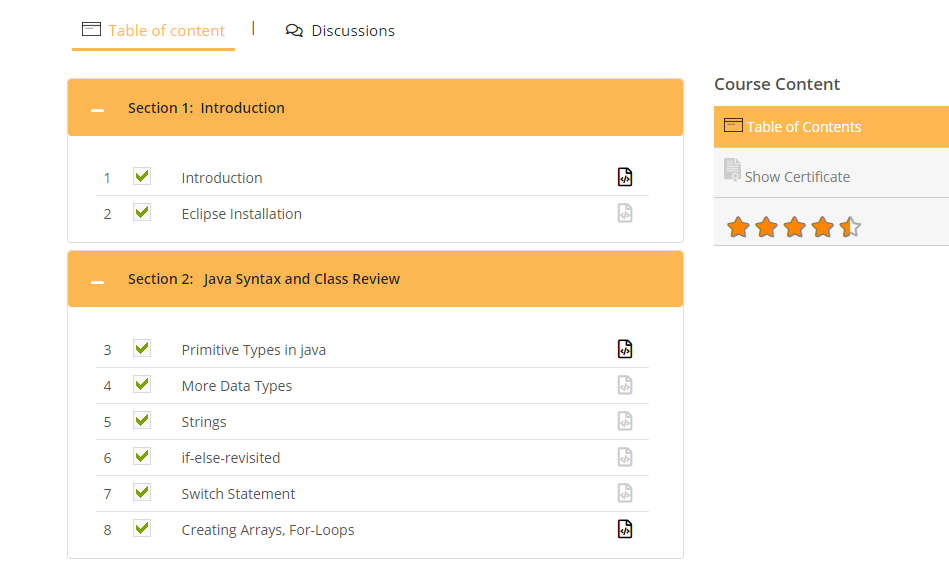 Table of content
Discussions
Section 1: Introduction
1 Introduction
2 Eclipse Installation
Section 2: Java Syntax and Class Review
3 Primitive Types in java
4 More Data Types
5 Strings
6 if-else-revisited
7 Switch Statement
8 Creating Arrays, For-Loops
Course Content
Table of Contents
Show Certificate